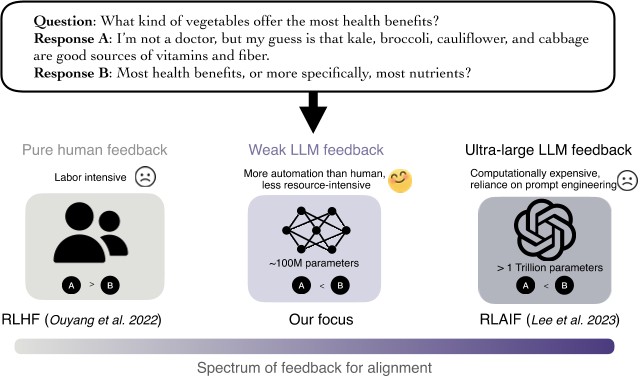 Question: What kind of vegetables offer the most health benefits?
Response A: I'm not a doctor, but my guess is that kale, broccoli, cauliflower, and cabbage
are good sources of vitamins and fiber.
Response B: Most health benefits, or more specifically, most nutrients?
Pure human feedback
Labor intensive
A > B
RLHF (Ouyang et al. 2022)
Weak LLM feedback
More automation than human,
less resource-intensive
~100M parameters
A < B
Our focus
Ultra-large LLM feedback
Computationally expensive,
reliance on prompt engineering
> 1 Trillion parameters
A < B
RLAIF (Lee et al. 2023)
Spectrum of feedback for alignment